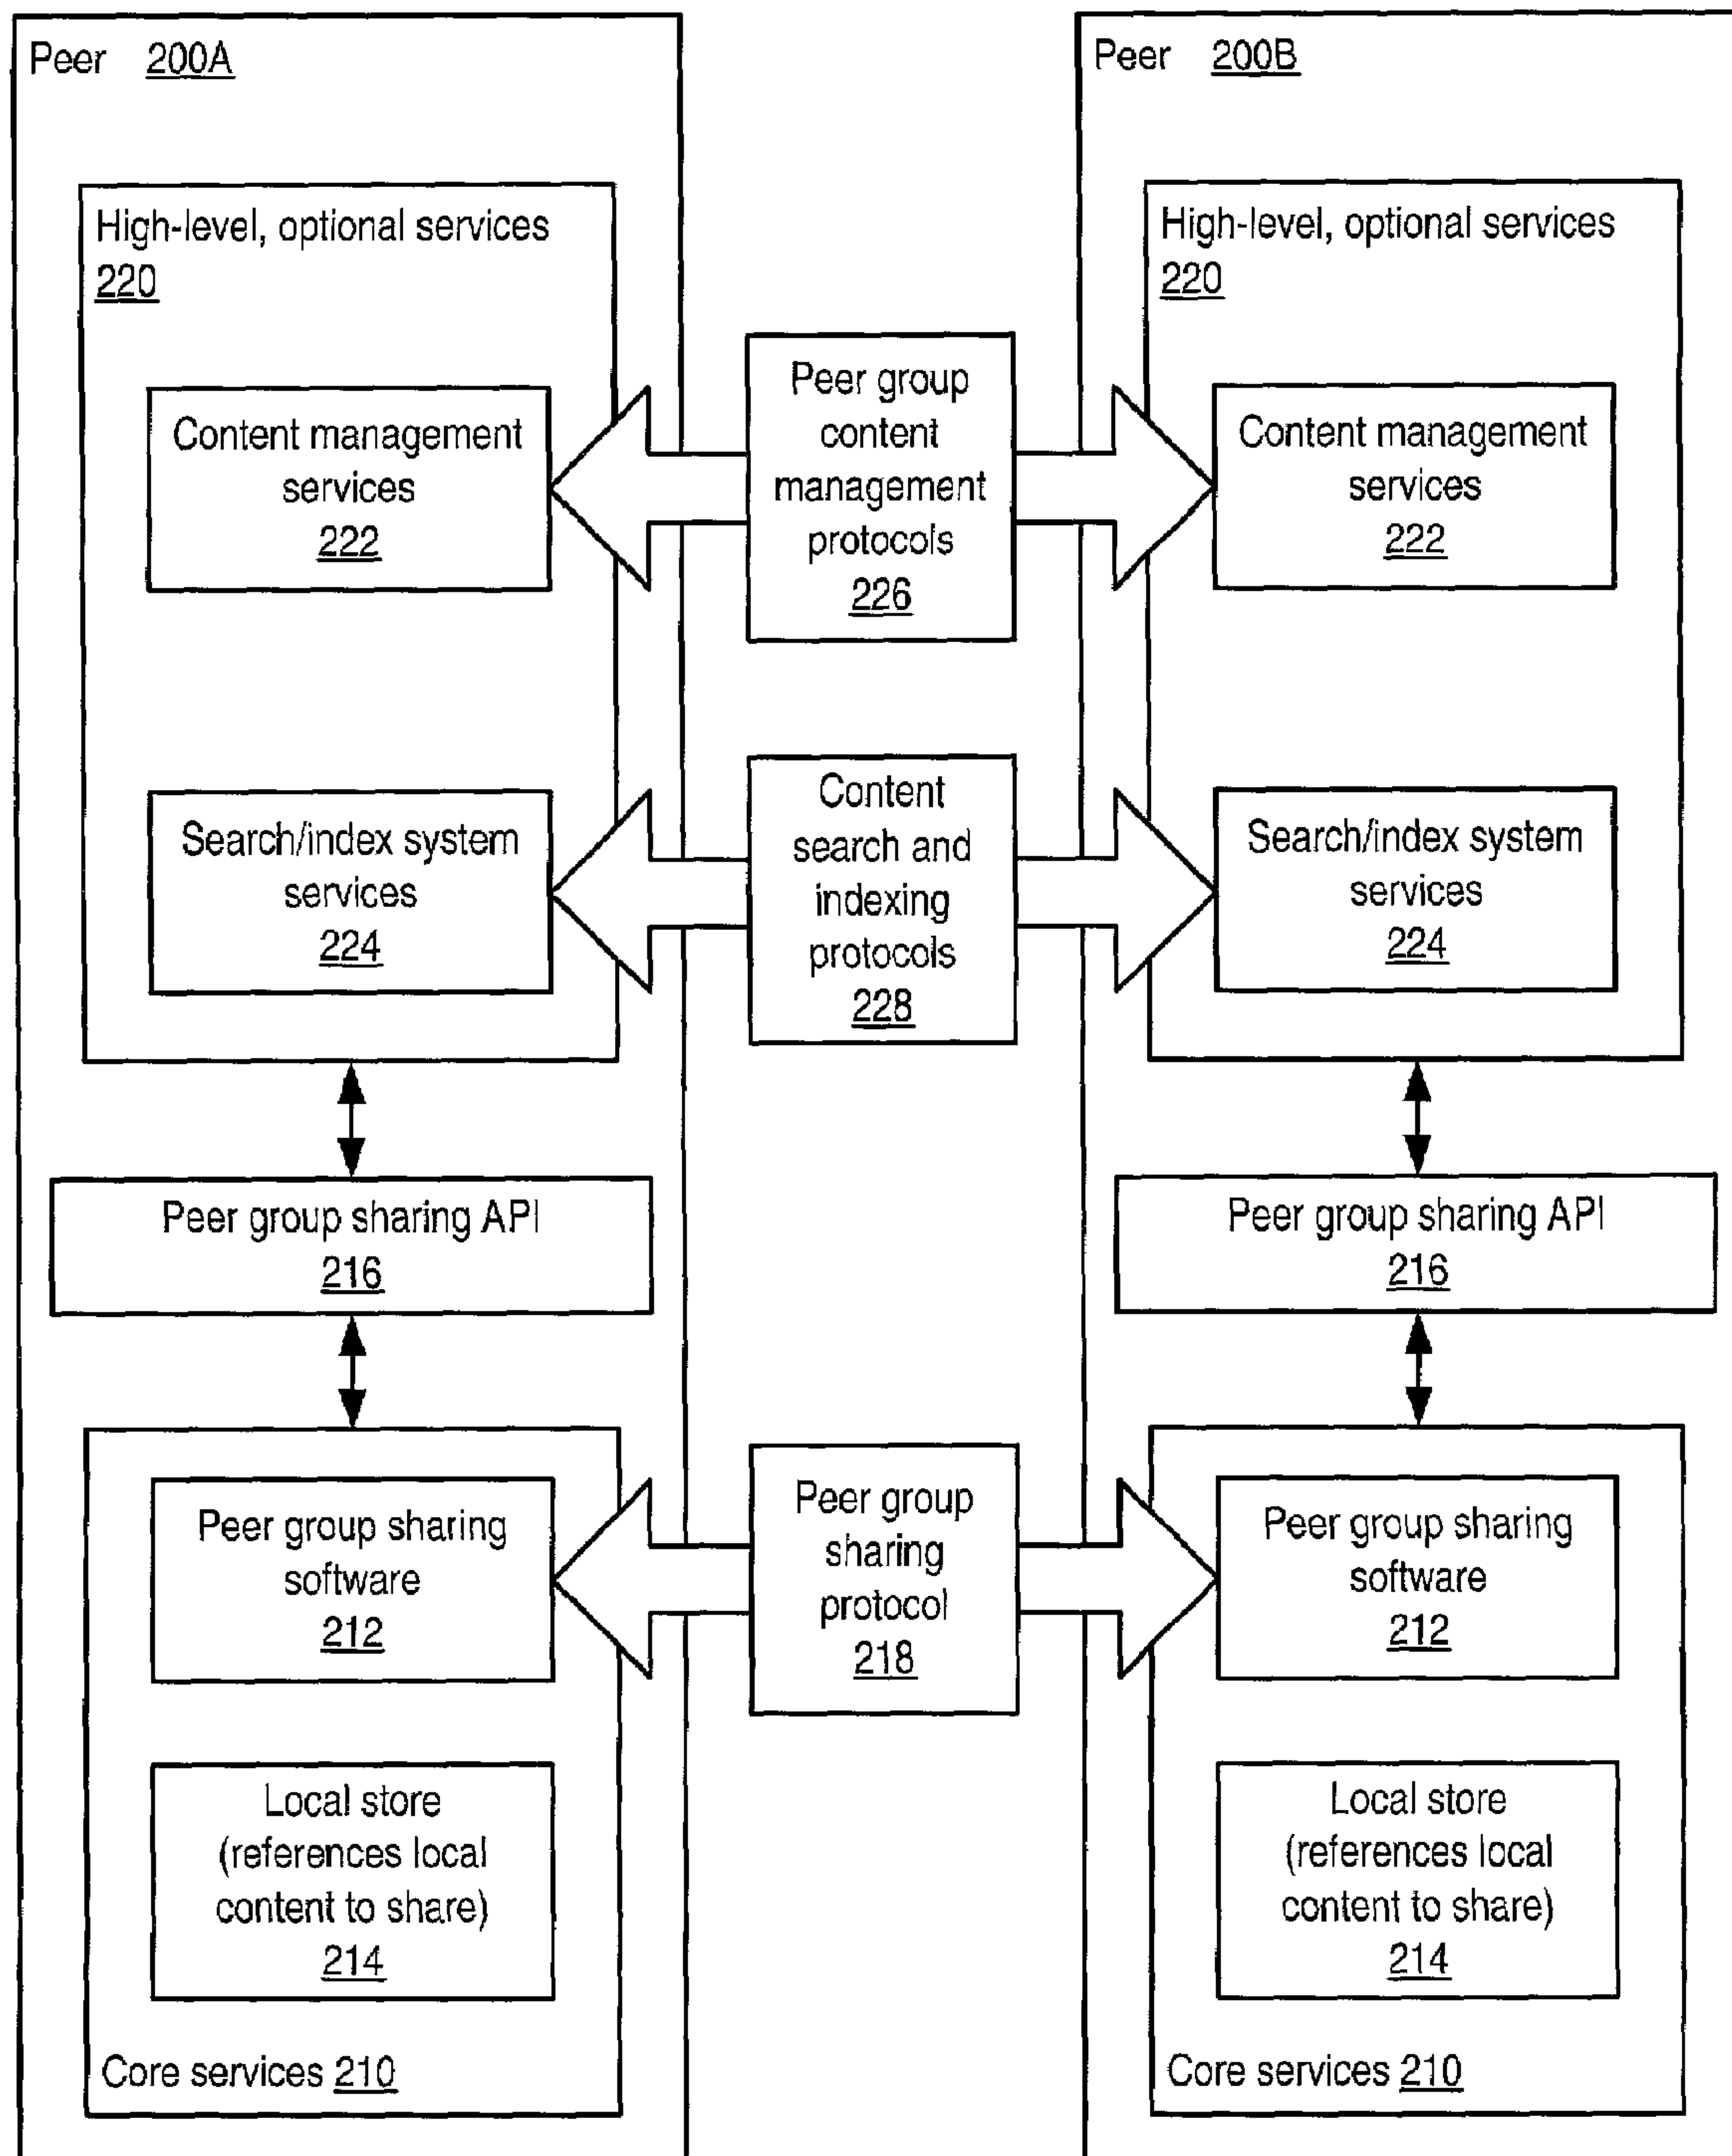 Peer 200A
High-level, optional services
220
Content management
services
222
Search/index system
services
224
Peer group sharing API
216
Peer group sharing
software
212
Local store
(references local
content to share)
214
Core services 210
Peer group
content
management
protocols
226
Content
search and
indexing
protocols
228
Peer group
sharing
protocol
218
Peer 200B
High-level, optional services
220
Content management
services
222
Search/index system
services
224
Peer group sharing API
216
Peer group sharing
software
212
Local store
(references local
content to share)
214
Core services 210